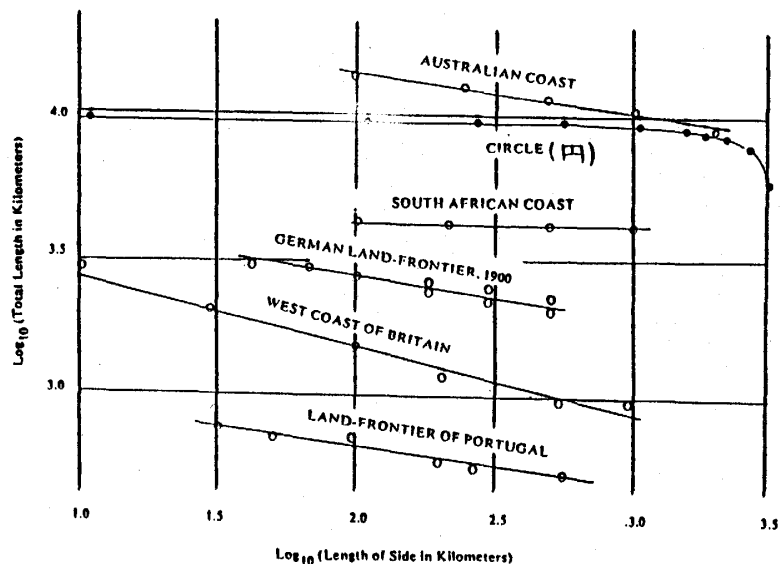 AUSTRALIAN COAST
4.0
CIRCLE (円)
SOUTH AFRICAN COAST
3.5
GERMAN LAND-FRONTIER, 1900
WEST COAST OF BRITAIN
3.0
LAND-FRONTIER OF PORTUGAL
Log10 (Total Length in Kilometers)
1.0 1.5 2.0 2.5 .3.0 3.5
Log10 (Length of Side in Kilometers)